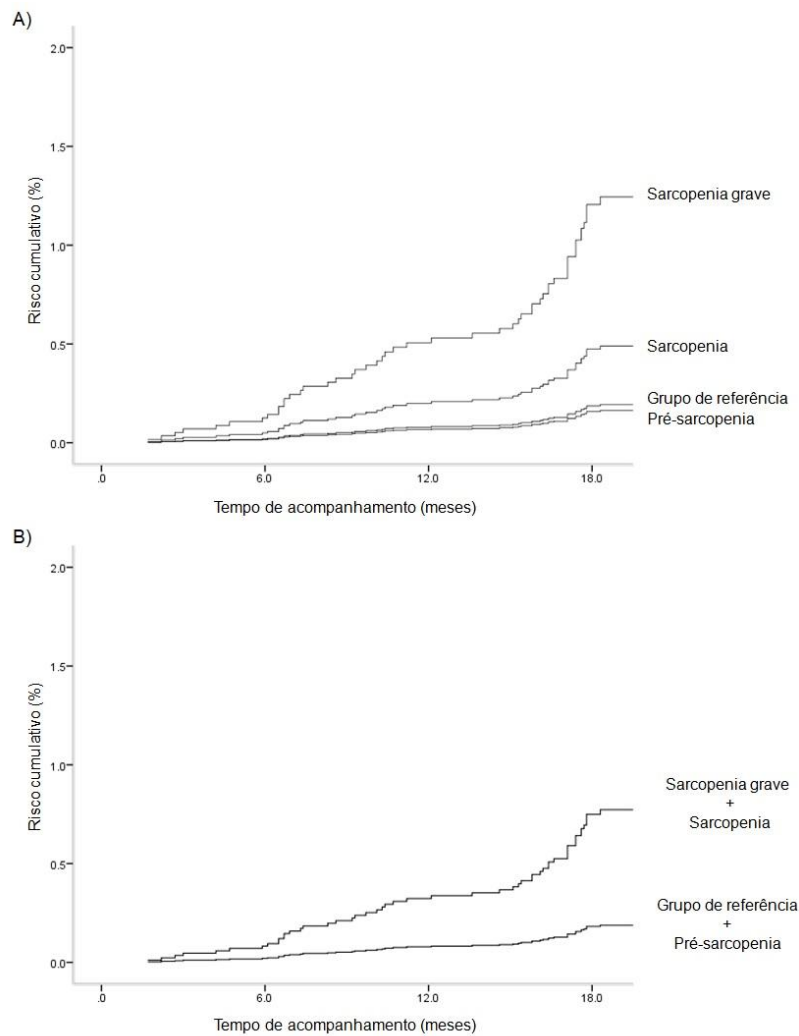 A)
2.0
1.5
1.0
0.5
0.0
Risco cumulativo (%)
Sarcopenia grave
Sarcopenia
Grupo de referência
Pré-sarcopenia
.0 6.0 12.0 18.0
Tempo de acompanhamento (meses)
B)
2.0
1.5
1.0
0.5
0.0
Risco cumulativo (%)
Sarcopenia grave
+
Sarcopenia
Grupo de referência
+
Pré-sarcopenia
.0 6.0 12.0 18.0
Tempo de acompanhamento (meses)